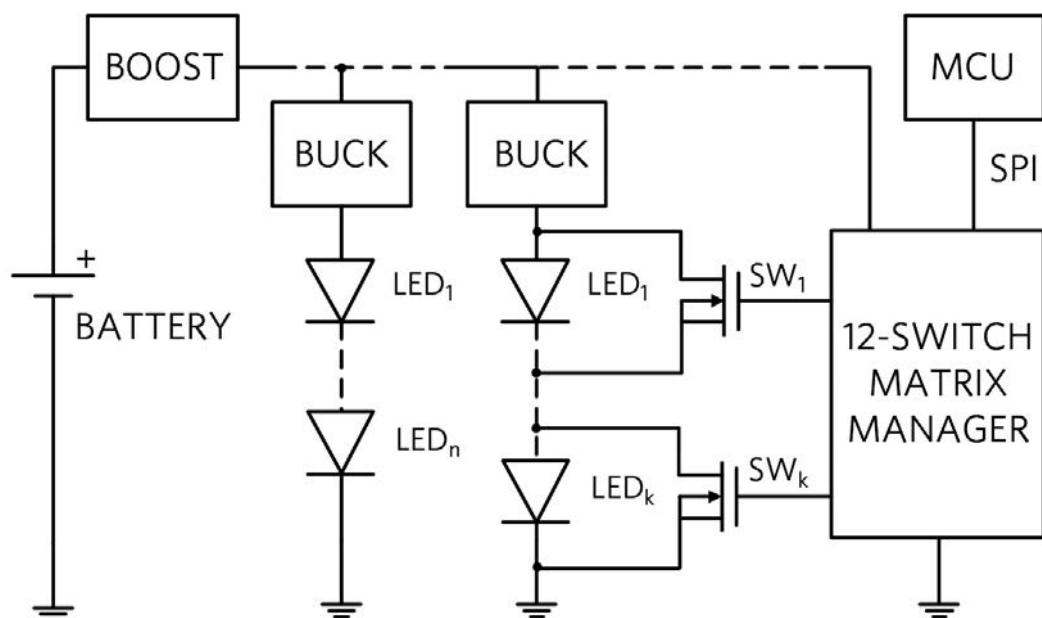 BOOST
MCU
BUCK
BUCK
SPI
+
BATTERY
LED₁
LED₁
SW₁
12-SWITCH
MATRIX
MANAGER
LEDₙ
LEDₖ
SWₖ